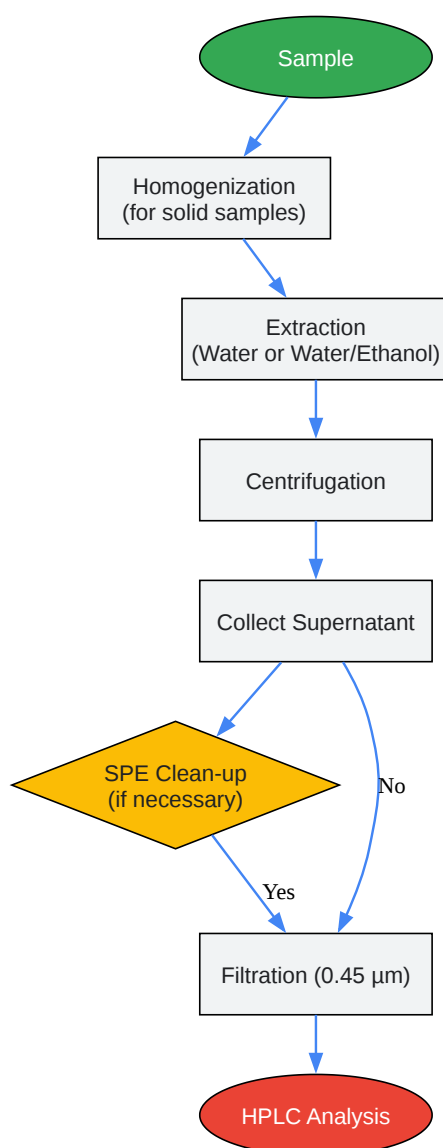 Sample
Homogenization
(for solid samples)
Extraction
(Water or Water/Ethanol)
Centrifugation
Collect Supernatant
SPE Clean-up
(if necessary)
No
Yes
Filtration (0.45 µm)
HPLC Analysis